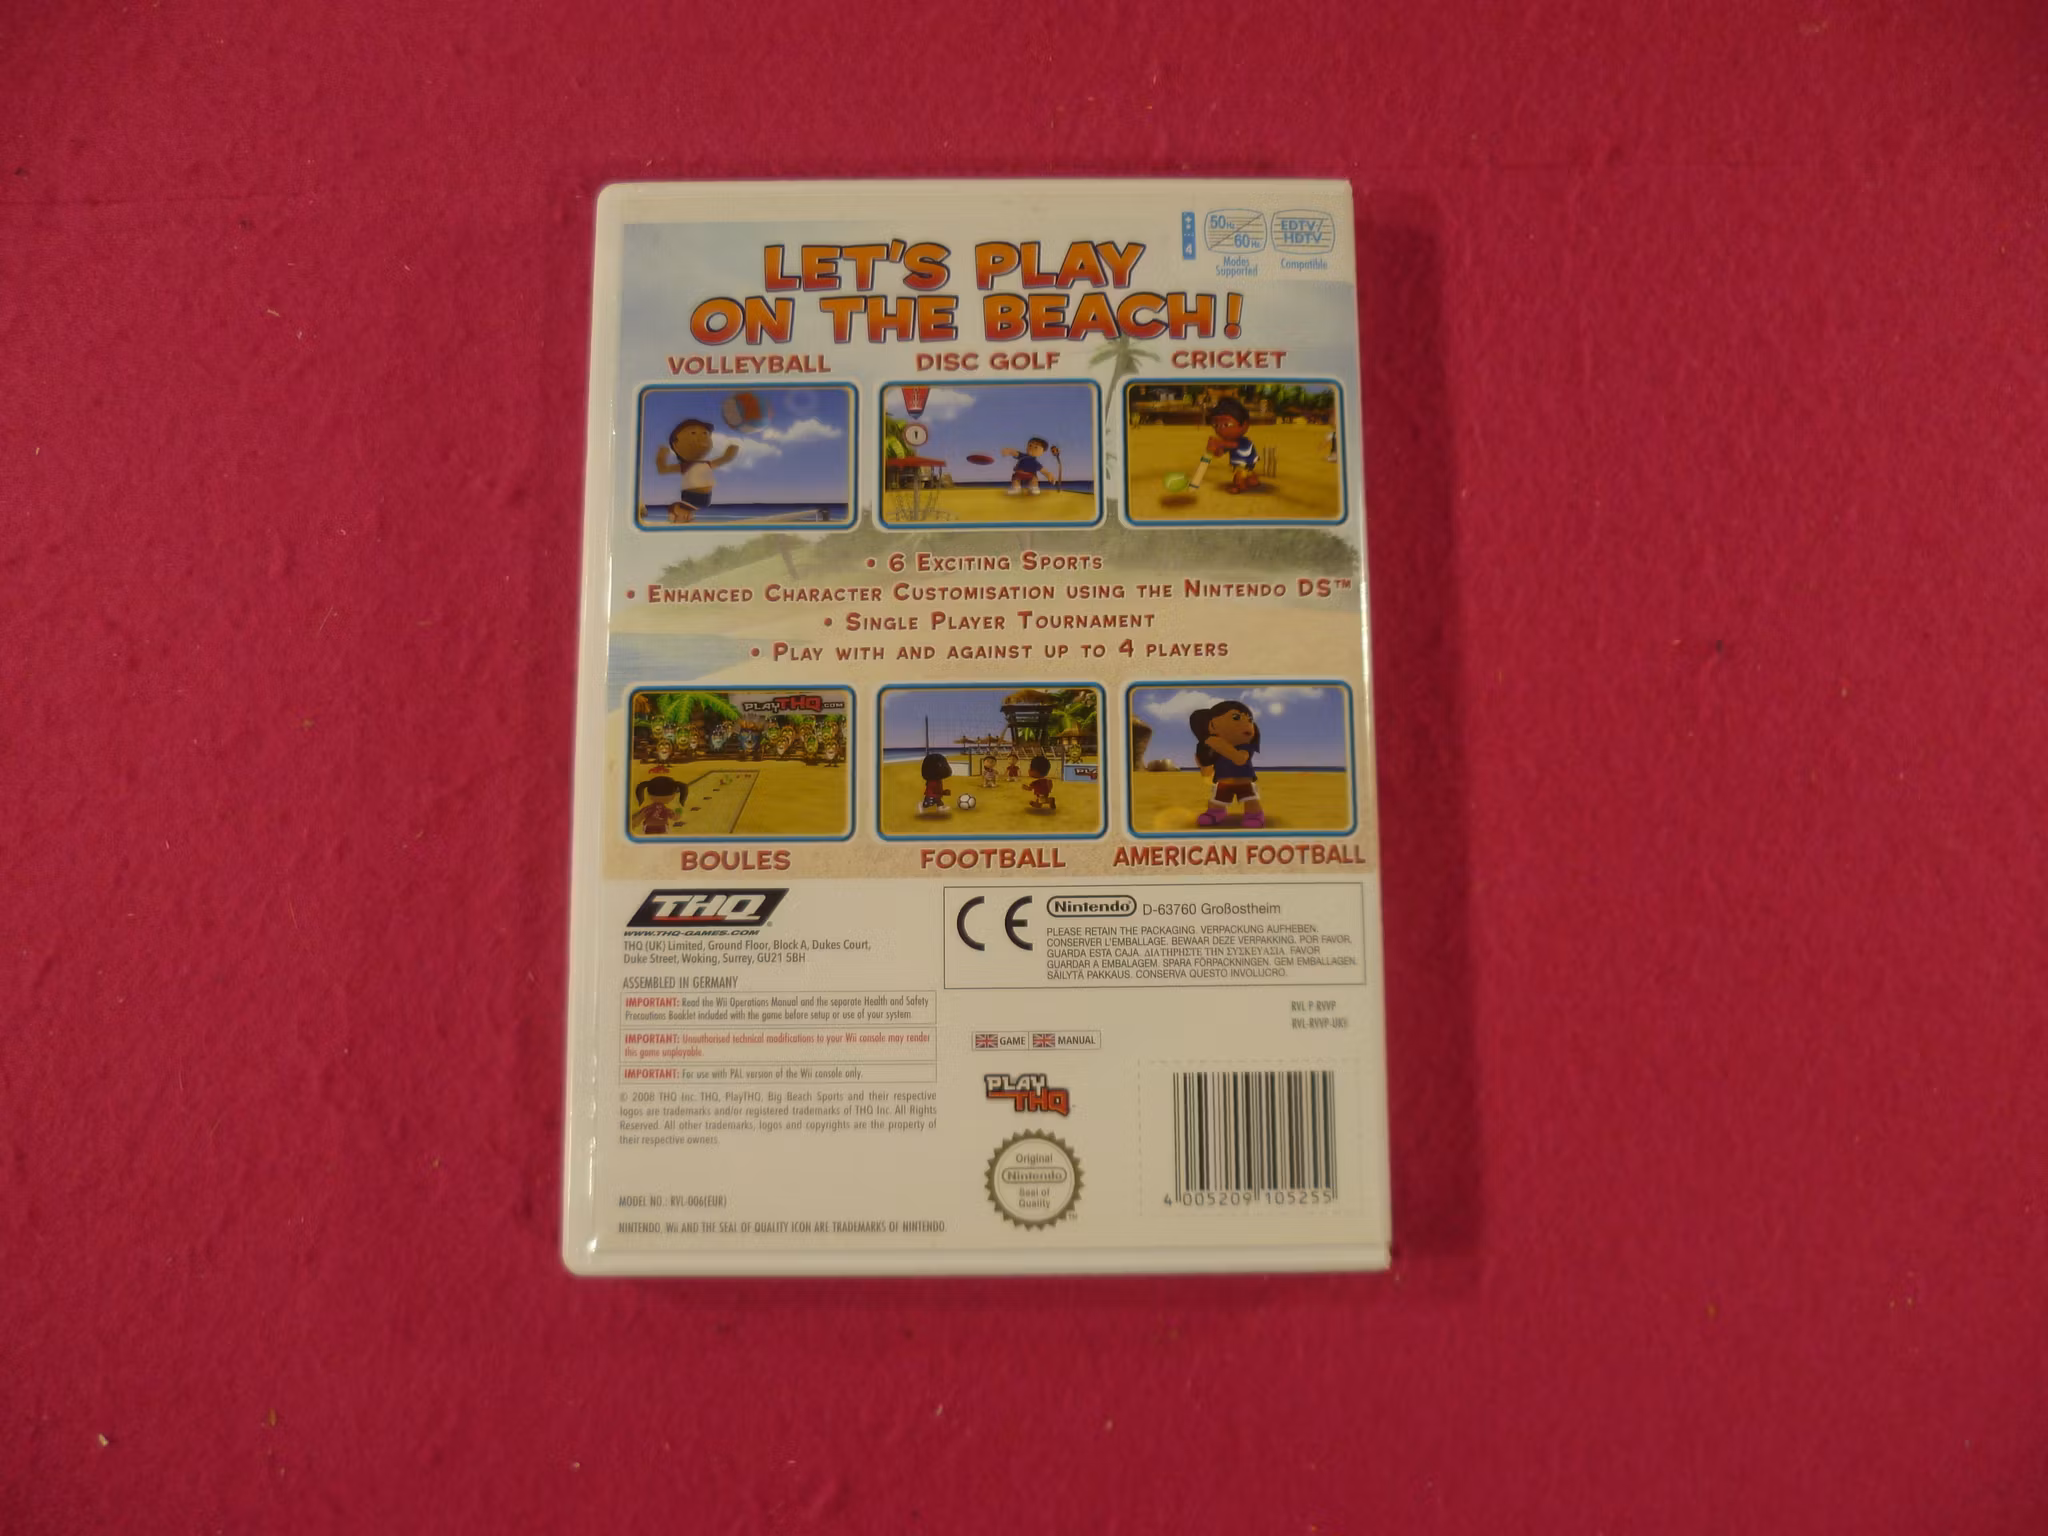 50Hz
60Hz
Modes
Supported
EDTV/
HDTV
Compatible
4
LET'S PLAY
ON THE BEACH!
VOLLEYBALL
DISC GOLF
CRICKET
1
• 6 Exciting Sports
• Enhanced Character Customisation using the Nintendo DS™
• Single Player Tournament
• Play with and against up to 4 players
PLAYTHQ.COM
BOULES
FOOTBALL
AMERICAN FOOTBALL
THQ®
WWW.THQ-GAMES.COM
THQ (UK) Limited, Ground Floor, Block A, Dukes Court,
Duke Street, Woking, Surrey, GU21 5BH
ASSEMBLED IN GERMANY
IMPORTANT: Read the Wii Operations Manual and the separate Health and Safety
Precautions Booklet included with the game before setup or use of your system.
IMPORTANT: Unauthorised technical modifications to your Wii console may render
this game unplayable.
IMPORTANT: For use with PAL version of the Wii console only.
© 2008 THQ Inc. THQ, PlayTHQ, Big Beach Sports and their respective
logos are trademarks and/or registered trademarks of THQ Inc. All Rights
Reserved. All other trademarks, logos and copyrights are the property of
their respective owners.
MODEL NO.: RVL-006(EUR)
NINTENDO, Wii AND THE SEAL OF QUALITY ICON ARE TRADEMARKS OF NINTENDO.
CE
Nintendo® D-63760 Großostheim
PLEASE RETAIN THE PACKAGING. VERPACKUNG AUFHEBEN.
CONSERVER L'EMBALLAGE. BEWAAR DEZE VERPAKKING. POR FAVOR,
GUARDA ESTA CAJA. ΔΙΑΤΗΡΗΣΤΕ ΤΗΝ ΣΥΣΚΕΥΑΣΙΑ. FAVOR
GUARDAR A EMBALAGEM. SPARA FÖRPACKNINGEN. GEM EMBALLAGEN.
SÄILYTÄ PAKKAUS. CONSERVA QUESTO INVOLUCRO.
RVL P RVVP
RVL-RVVP-UKV
GAME
MANUAL
PLAY
THQ
Original
Nintendo
Seal of
Quality
TM
4 005209 105255